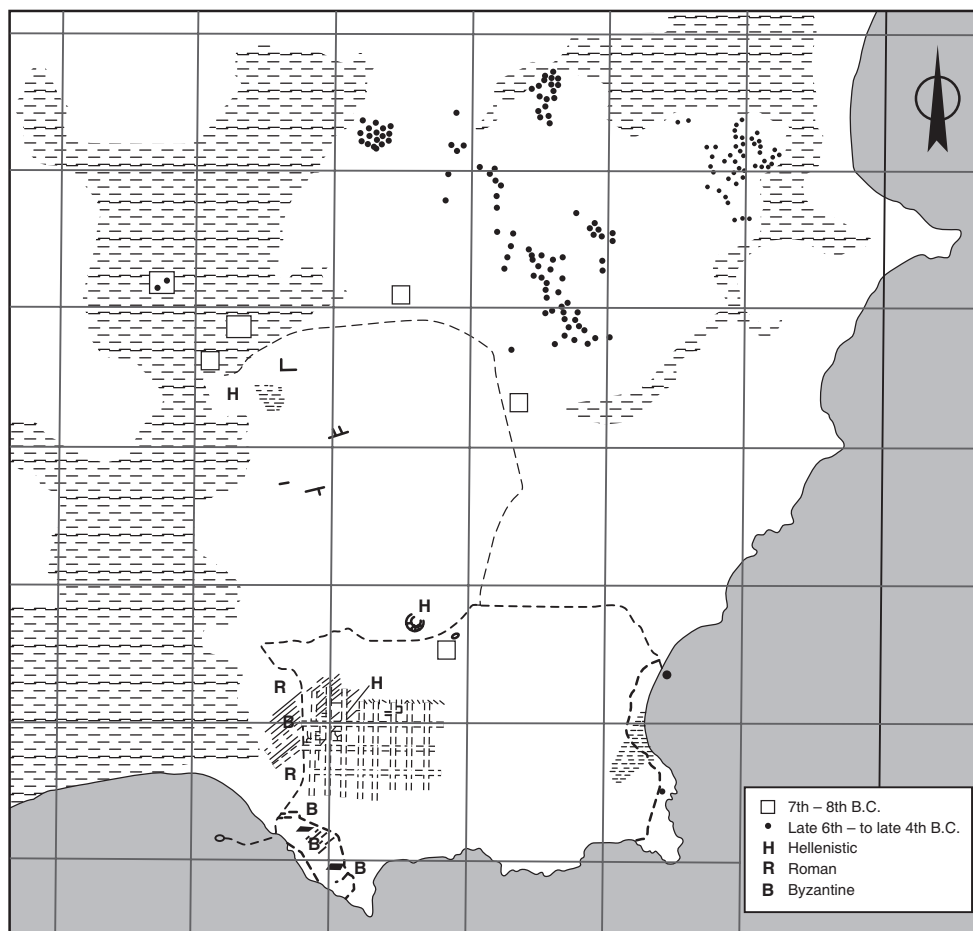 H
H
R
H
B
R
B
B
B
7th – 8th B.C.
Late 6th – to late 4th B.C.
H Hellenistic
R Roman
B Byzantine